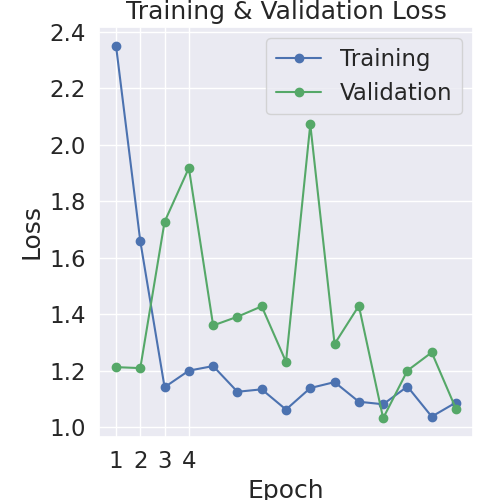 Training & Validation Loss
Training
Validation
Loss
2.4
2.2
2.0
1.8
1.6
1.4
1.2
1.0
1 2 3 4
Epoch